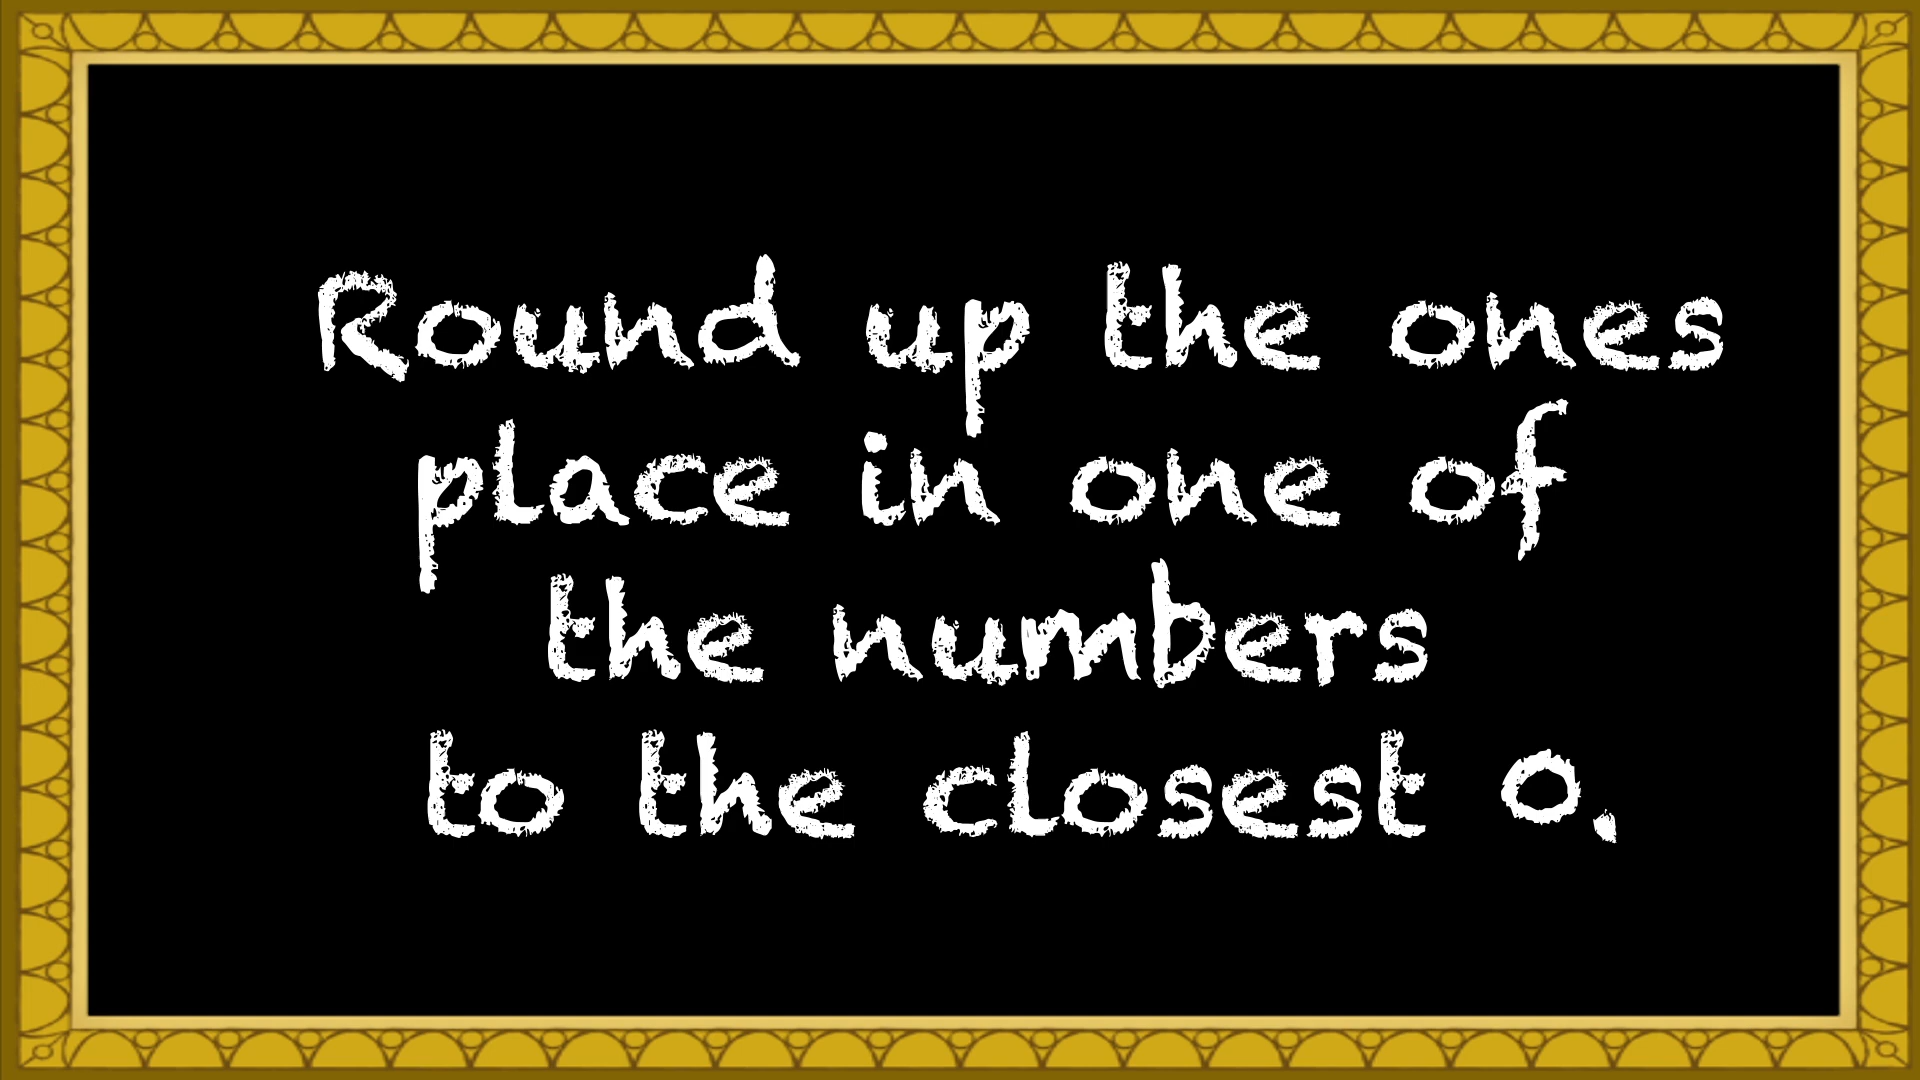 Round up the ones
place in one of
the numbers
to the closest 0.